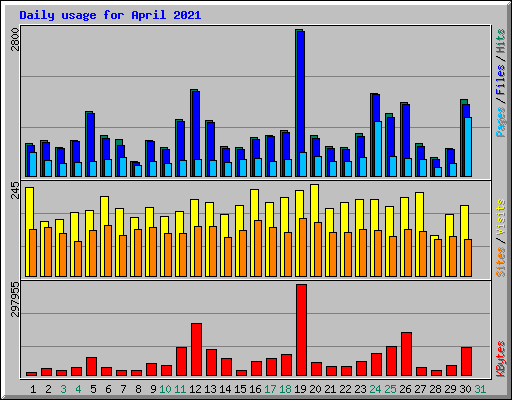 Daily usage for April 2021
2800
Pages / Files / Hits
245
Sites / Visits
297955
KBytes
1 2 3 4 5 6 7 8 9 10 11 12 13 14 15 16 17 18 19 20 21 22 23 24 25 26 27 28 29 30 31